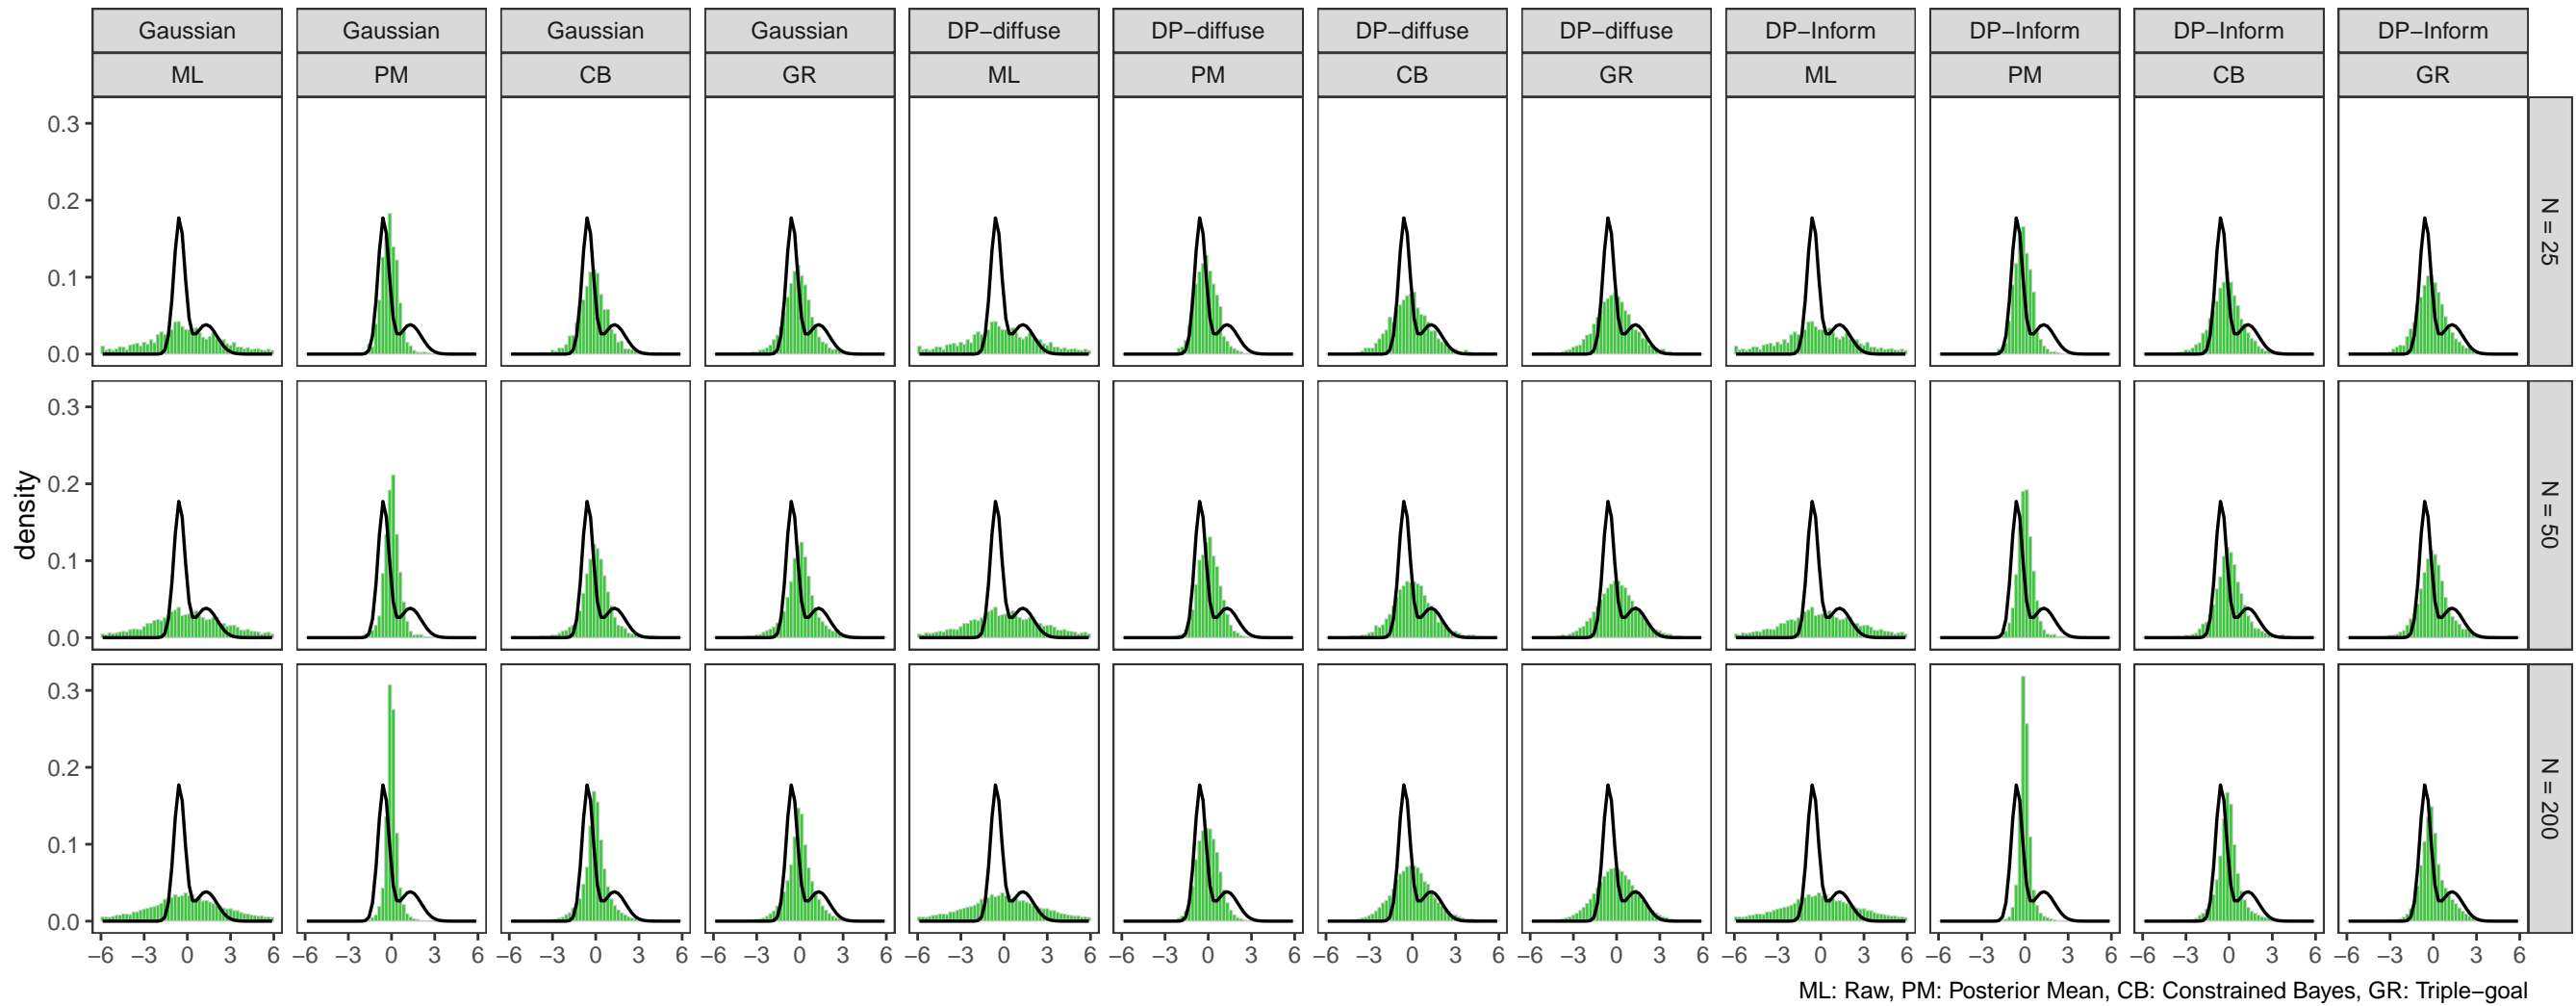 Gaussian Gaussian Gaussian Gaussian DP−diffuse DP−diffuse DP−diffuse DP−diffuse DP−Inform DP−Inform DP−Inform DP−Inform
ML PM CB GR ML PM CB GR ML PM CB GR
0.3
0.2
0.1
0.0
N = 25
0.3
0.2
0.1
0.0
N = 50
0.3
0.2
0.1
0.0
N = 200
density
−6 −3 0 3 6 −6 −3 0 3 6 −6 −3 0 3 6 −6 −3 0 3 6 −6 −3 0 3 6 −6 −3 0 3 6 −6 −3 0 3 6 −6 −3 0 3 6 −6 −3 0 3 6 −6 −3 0 3 6 −6 −3 0 3 6 −6 −3 0 3 6
ML: Raw, PM: Posterior Mean, CB: Constrained Bayes, GR: Triple−goal